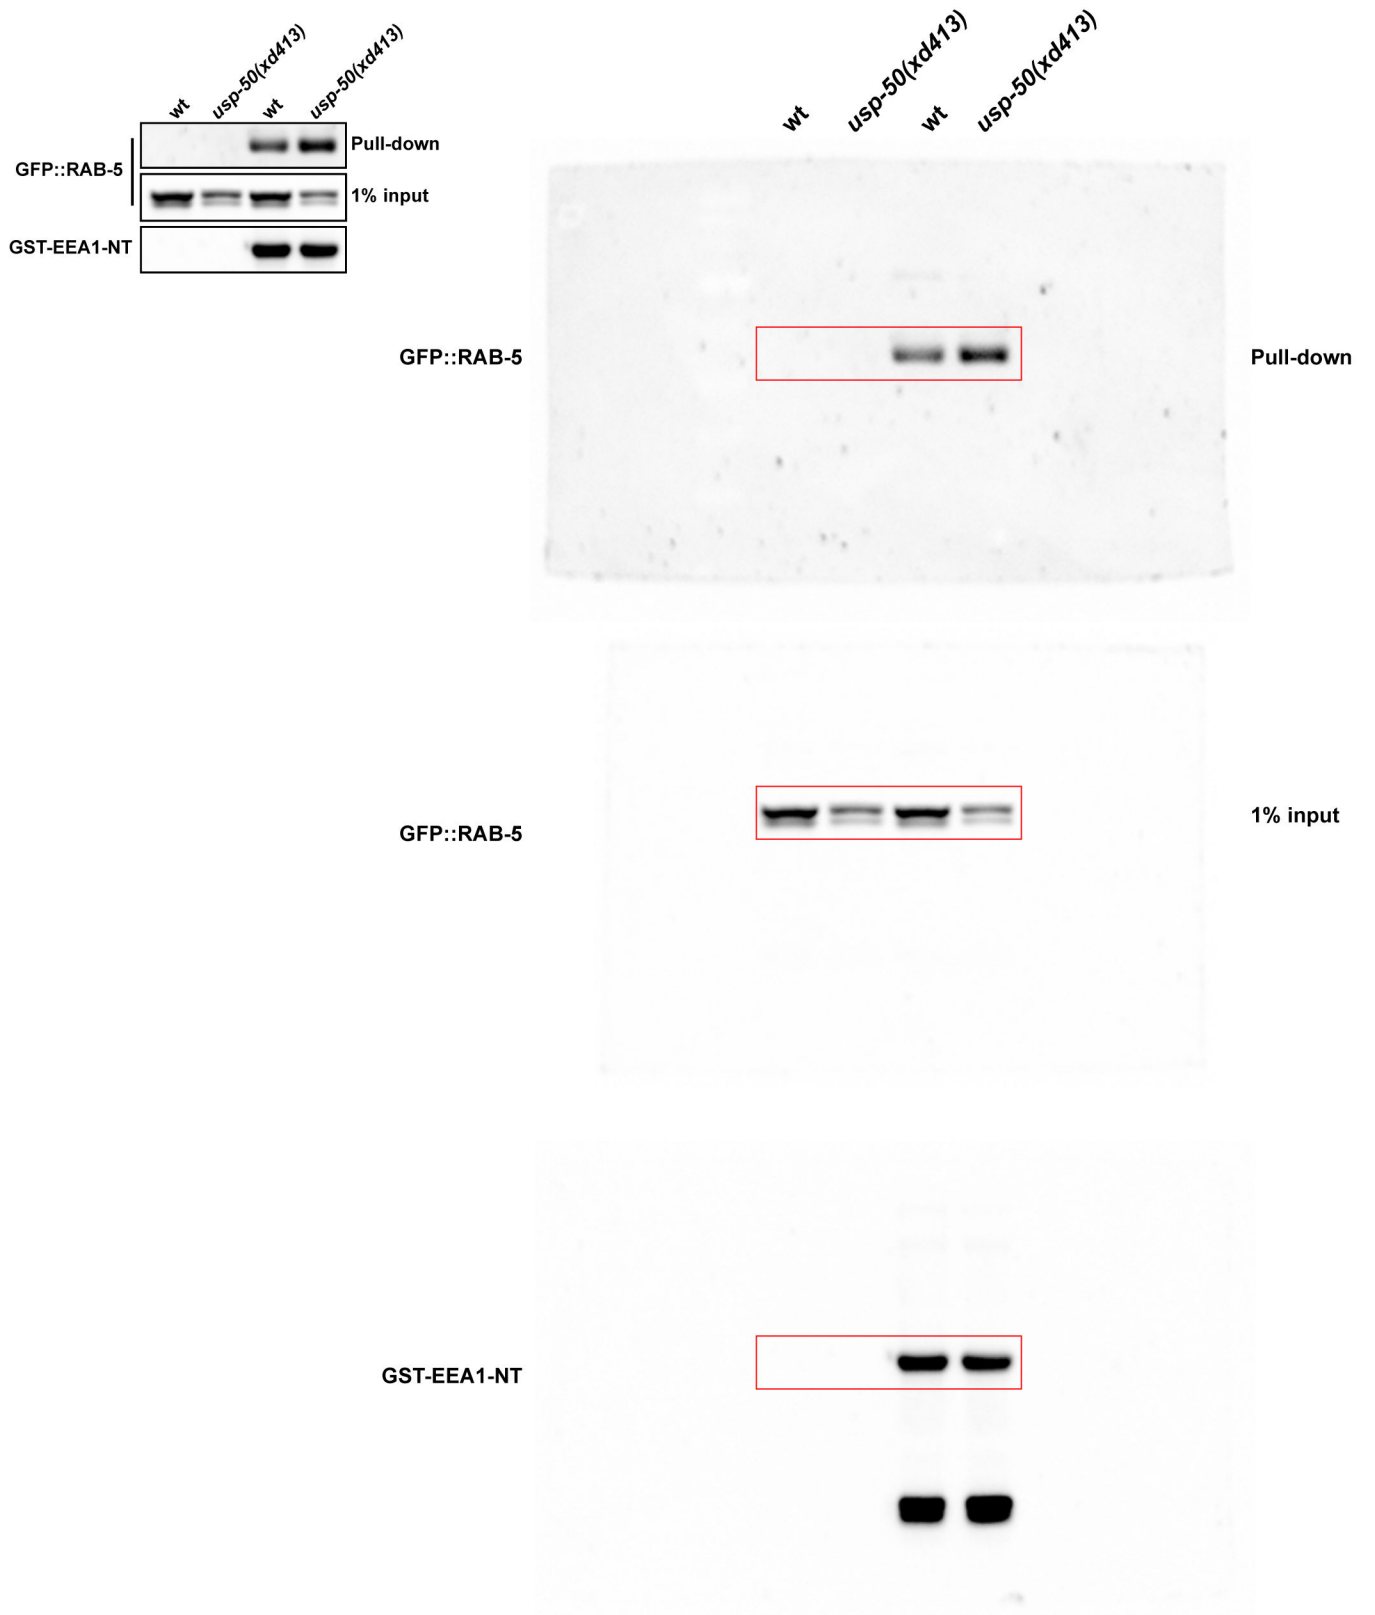 wt usp-50(xd413) wt usp-50(xd413)
GFP::RAB-5
Pull-down
1% input
GST-EEA1-NT
wt usp-50(xd413) wt usp-50(xd413)
GFP::RAB-5
Pull-down
GFP::RAB-5
1% input
GST-EEA1-NT